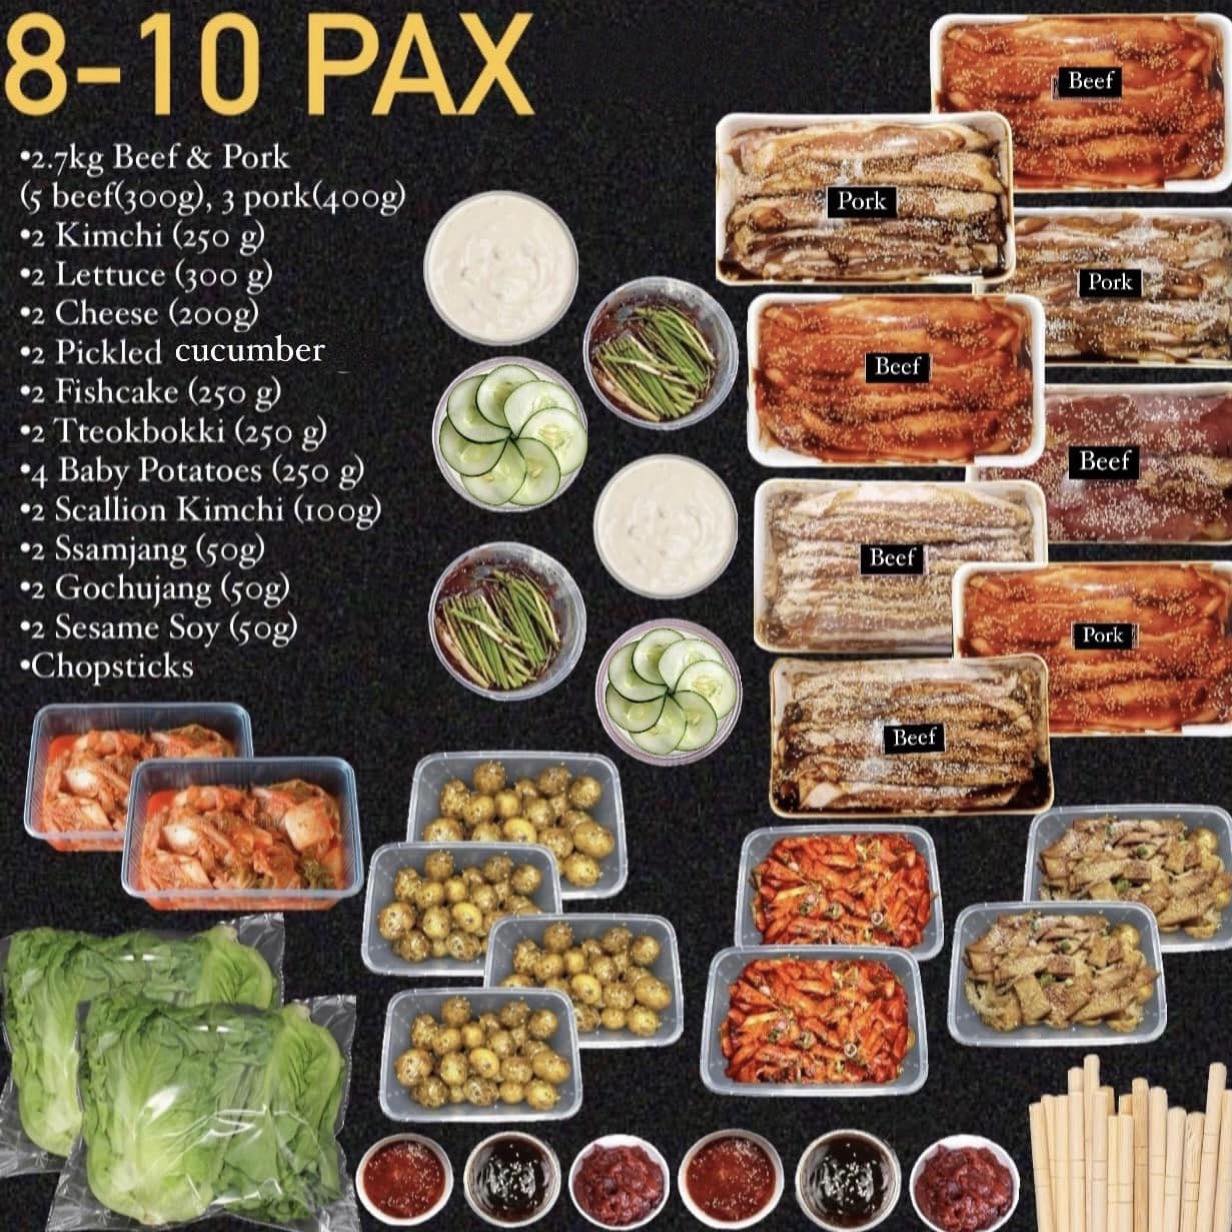 8-10 PAX
•2.7kg Beef & Pork
(5 beef(300g), 3 pork(400g)
•2 Kimchi (250 g)
•2 Lettuce (300 g)
•2 Cheese (200g)
•2 Pickled cucumber
•2 Fishcake (250 g)
•2 Tteokbokki (250 g)
•4 Baby Potatoes (250 g)
•2 Scallion Kimchi (100g)
•2 Ssamjang (50g)
•2 Gochujang (50g)
•2 Sesame Soy (50g)
•Chopsticks
Beef
Pork
Pork
Beef
Beef
Beef
Pork
Beef